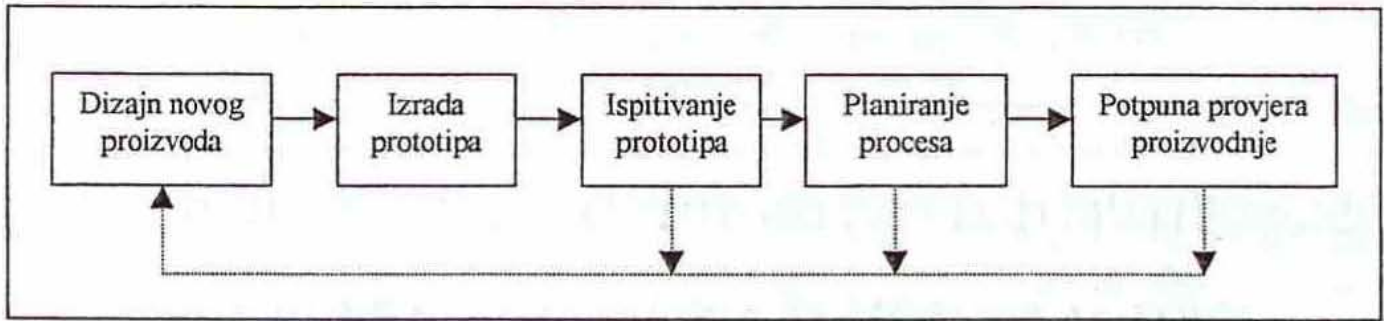 Dizajn novog
proizvoda
Izrada
prototipa
Ispitivanje
prototipa
Planiranje
procesa
Potpuna provjera
proizvodnje